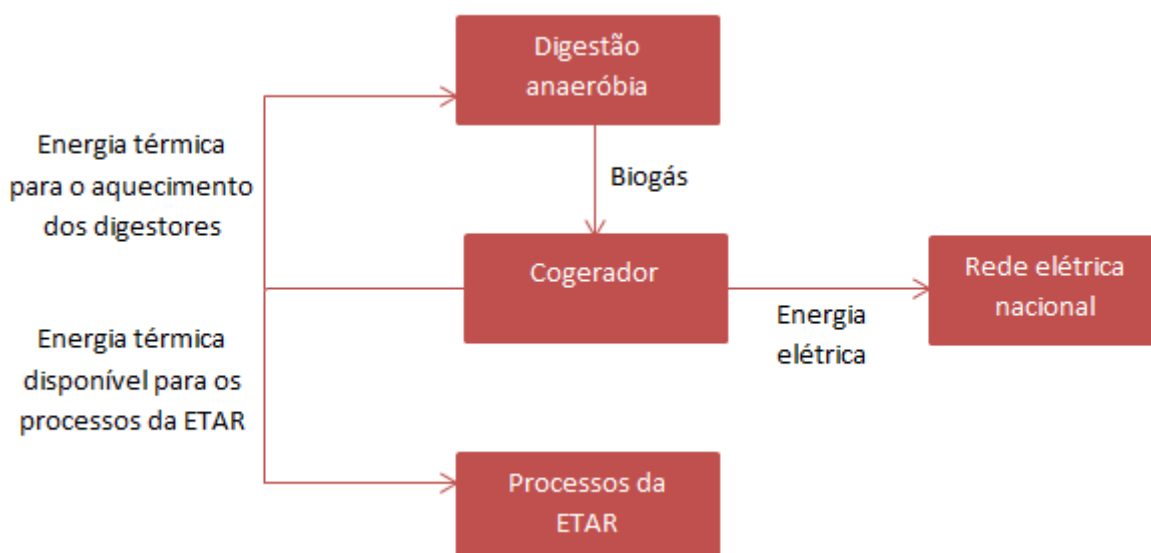 Digestão
anaeróbia
Energia térmica
para o aquecimento
dos digestores
Biogás
Cogerador
Rede elétrica
nacional
Energia
elétrica
Energia térmica
disponível para os
processos da ETAR
Processos da
ETAR